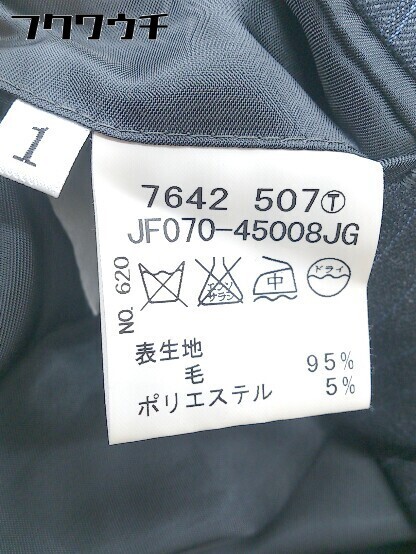 フクワウチ
1
7642 507Ⓣ
JF070-45008JG
NO. 620
エンソ
サラシ
中
ドライ
表生地
毛 95%
ポリエステル 5%